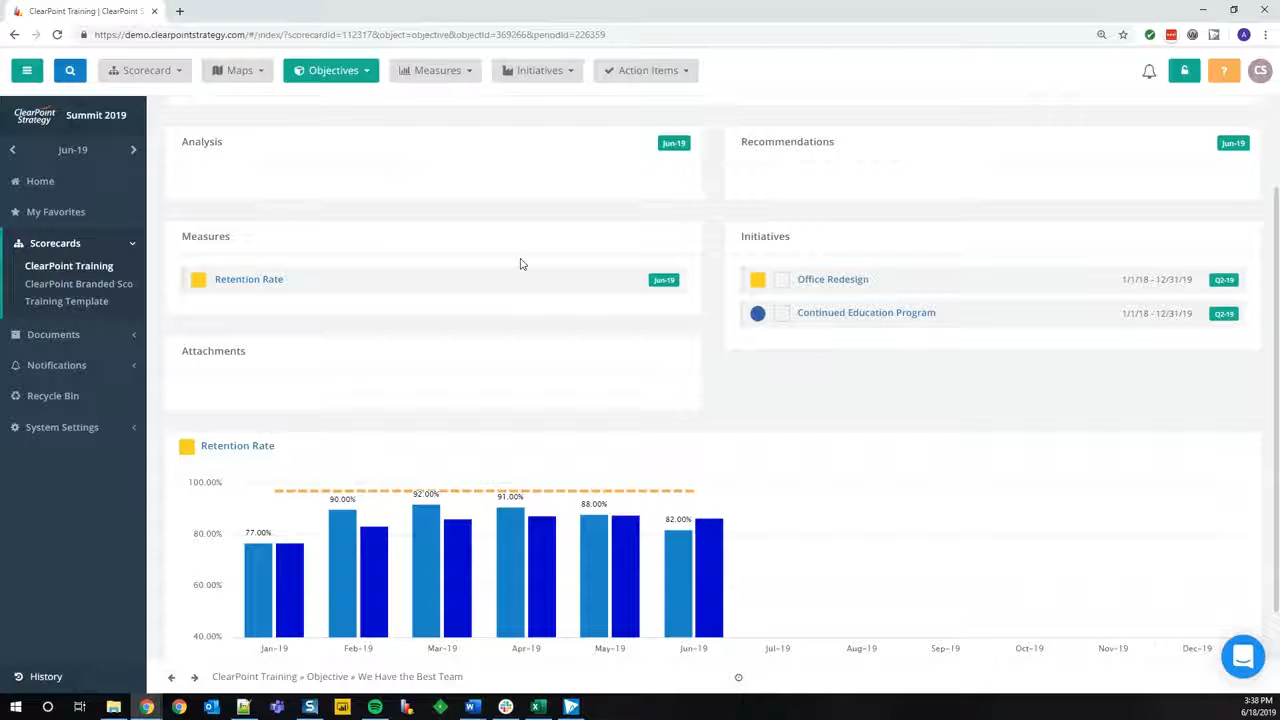 ClearPoint Training | ClearPoint S
https://demo.clearpointstrategy.com/#/index/?scorecardId=112317&object=objective&objectId=369266&periodId=226359
Scorecard
Maps
Objectives
Measures
Initiatives
Action Items
?
CS
ClearPoint Strategy
Summit 2019
Jun-19
Home
My Favorites
Scorecards
ClearPoint Training
ClearPoint Branded Sco
Training Template
Documents
Notifications
Recycle Bin
System Settings
History
Analysis
Jun-19
Recommendations
Jun-19
Measures
Retention Rate
Jun-19
Initiatives
Office Redesign
1/1/18 - 12/31/19
Q2-19
Continued Education Program
1/1/18 - 12/31/19
Q2-19
Attachments
Retention Rate
100.00%
80.00%
60.00%
40.00%
77.00%
90.00%
92.00%
91.00%
88.00%
82.00%
Jan-19 Feb-19 Mar-19 Apr-19 May-19 Jun-19 Jul-19 Aug-19 Sep-19 Oct-19 Nov-19 Dec-19
ClearPoint Training » Objective » We Have the Best Team
3:38 PM
6/18/2019